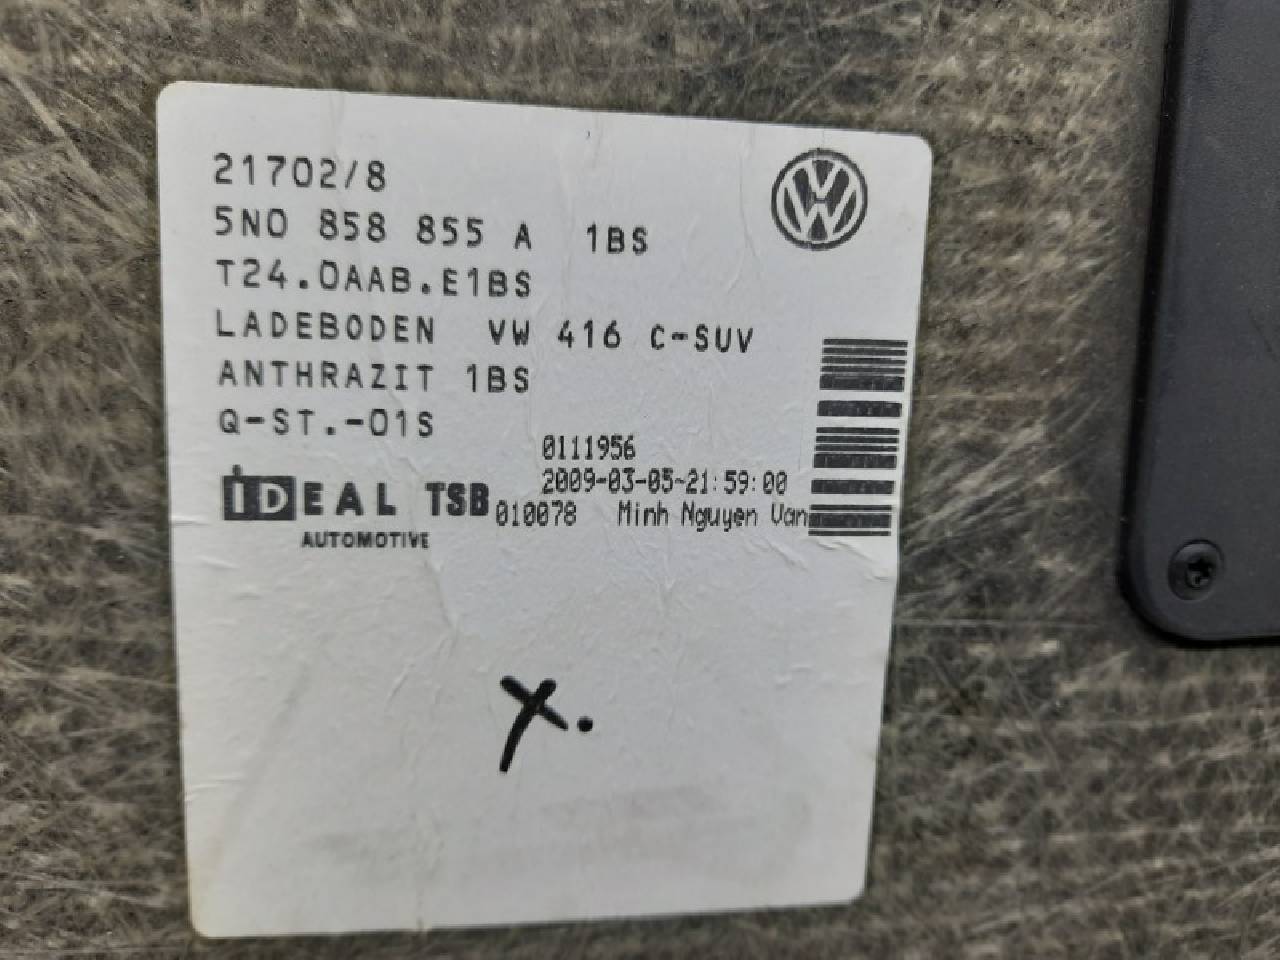 21702/8
5N0 858 855 A 1BS
T24.0AAB.E1BS
LADEBODEN VW 416 C-SUV
ANTHRAZIT 1BS
Q-ST.-01S
0111956
2009-03-05-21:59:00
IDEAL TSB 010078 Minh Nguyen Van
AUTOMOTIVE
X.